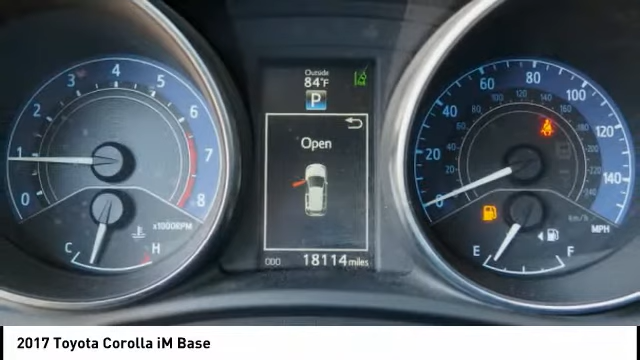 0 1 2 3 4 5 6 7 8
x1000RPM
C H
Outside
84°F
P
Open
ODO 18114 miles
0 20 40 60 80 100 120 140
MPH
km/h
E F
2017 Toyota Corolla iM Base